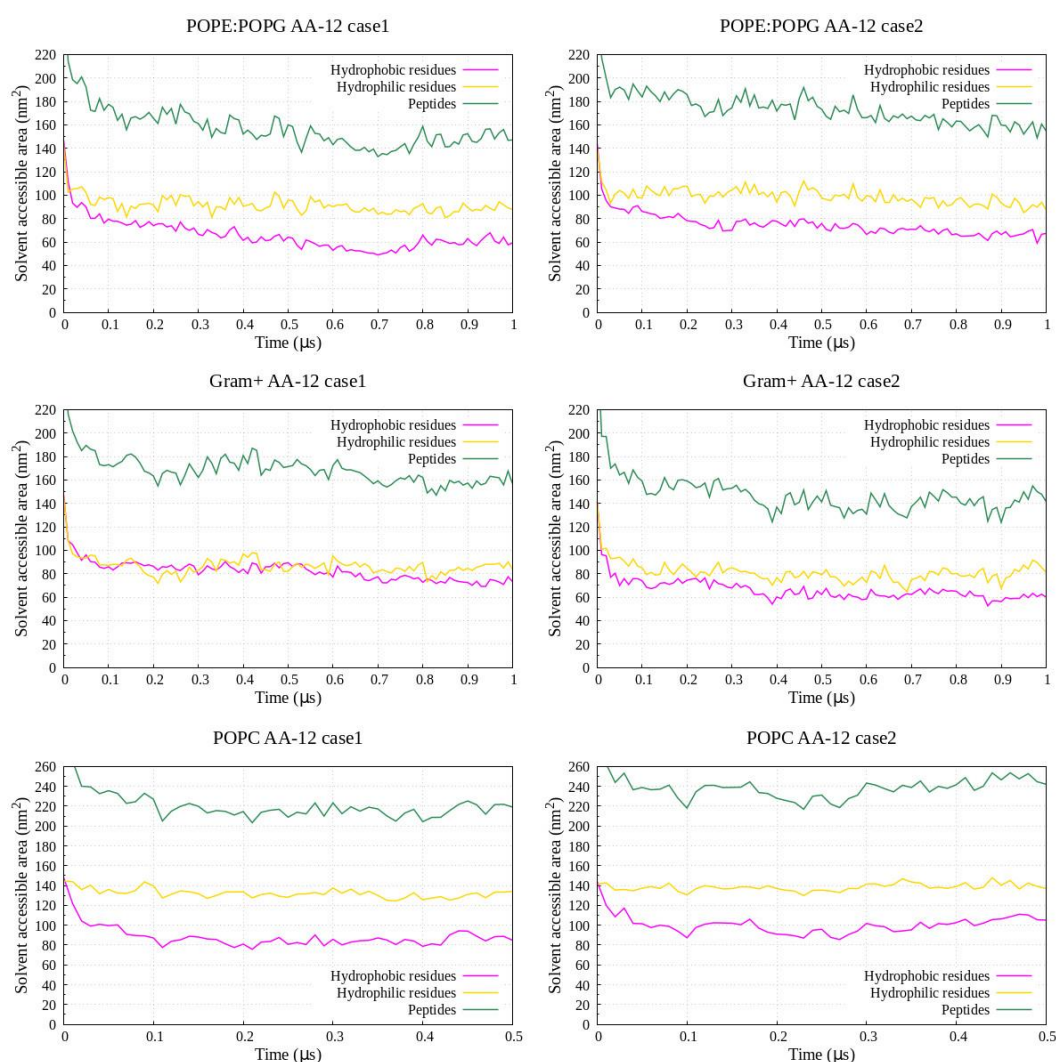 POPE:POPG AA-12 case1
Solvent accessible area (nm²)
220
200
180
160
140
120
100
80
60
40
20
0
Hydrophobic residues
Hydrophilic residues
Peptides
0 0.1 0.2 0.3 0.4 0.5 0.6 0.7 0.8 0.9 1
Time (μs)
POPE:POPG AA-12 case2
Solvent accessible area (nm²)
220
200
180
160
140
120
100
80
60
40
20
0
Hydrophobic residues
Hydrophilic residues
Peptides
0 0.1 0.2 0.3 0.4 0.5 0.6 0.7 0.8 0.9 1
Time (μs)
Gram+ AA-12 case1
Solvent accessible area (nm²)
220
200
180
160
140
120
100
80
60
40
20
0
Hydrophobic residues
Hydrophilic residues
Peptides
0 0.1 0.2 0.3 0.4 0.5 0.6 0.7 0.8 0.9 1
Time (μs)
Gram+ AA-12 case2
Solvent accessible area (nm²)
220
200
180
160
140
120
100
80
60
40
20
0
Hydrophobic residues
Hydrophilic residues
Peptides
0 0.1 0.2 0.3 0.4 0.5 0.6 0.7 0.8 0.9 1
Time (μs)
POPC AA-12 case1
Solvent accessible area (nm²)
260
240
220
200
180
160
140
120
100
80
60
40
20
0
Hydrophobic residues
Hydrophilic residues
Peptides
0 0.1 0.2 0.3 0.4 0.5
Time (μs)
POPC AA-12 case2
Solvent accessible area (nm²)
260
240
220
200
180
160
140
120
100
80
60
40
20
0
Hydrophobic residues
Hydrophilic residues
Peptides
0 0.1 0.2 0.3 0.4 0.5
Time (μs)